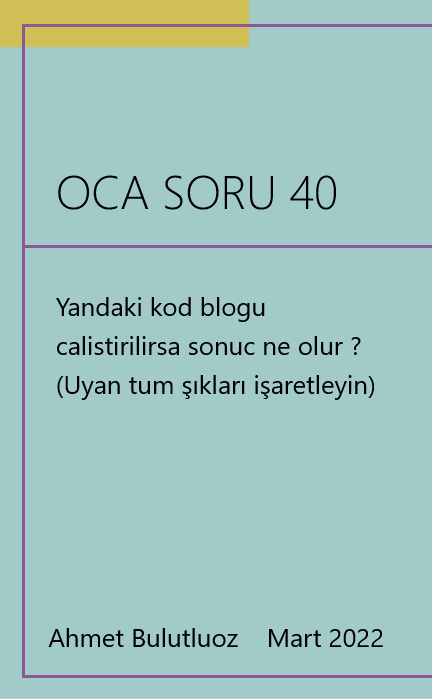 OCA SORU 40
Yandaki kod blogu
calistirilirsa sonuc ne olur ?
(Uyan tum şıkları işaretleyin)
Ahmet Bulutluoz Mart 2022